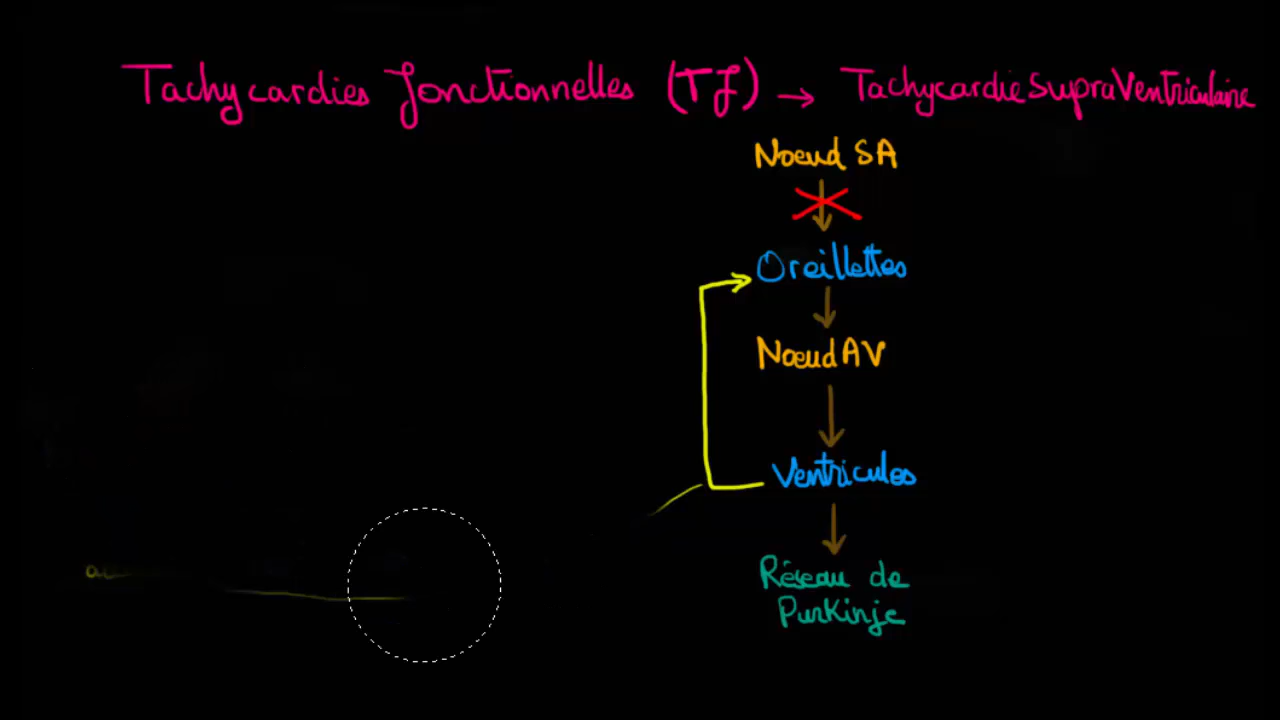 Tachycardies Jonctionnelles (TJ) → Tachycardie SupraVentriculaire
Noeud SA
Oreillettes
Noeud AV
Ventricules
Réseau de
Purkinje